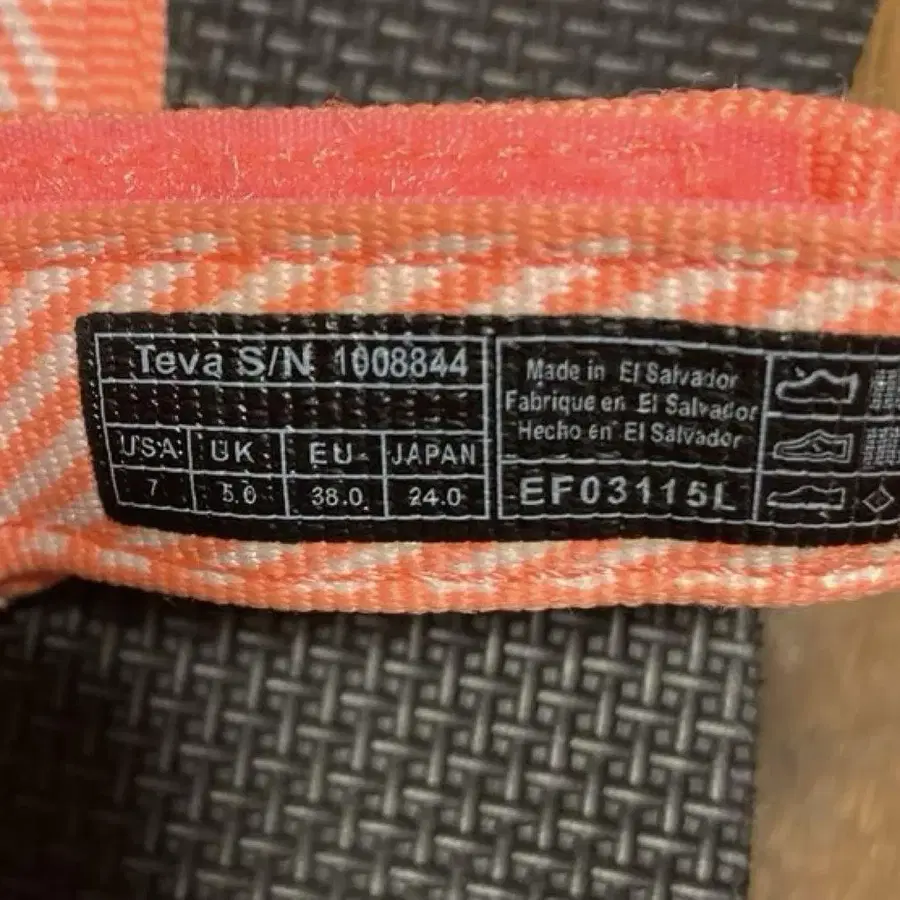 Teva S/N 1008844
USA UK EU JAPAN
7 5.0 38.0 24.0
Made in El Salvador
Fabrique en El Salvador
Hecho en El Salvador
EF03115L